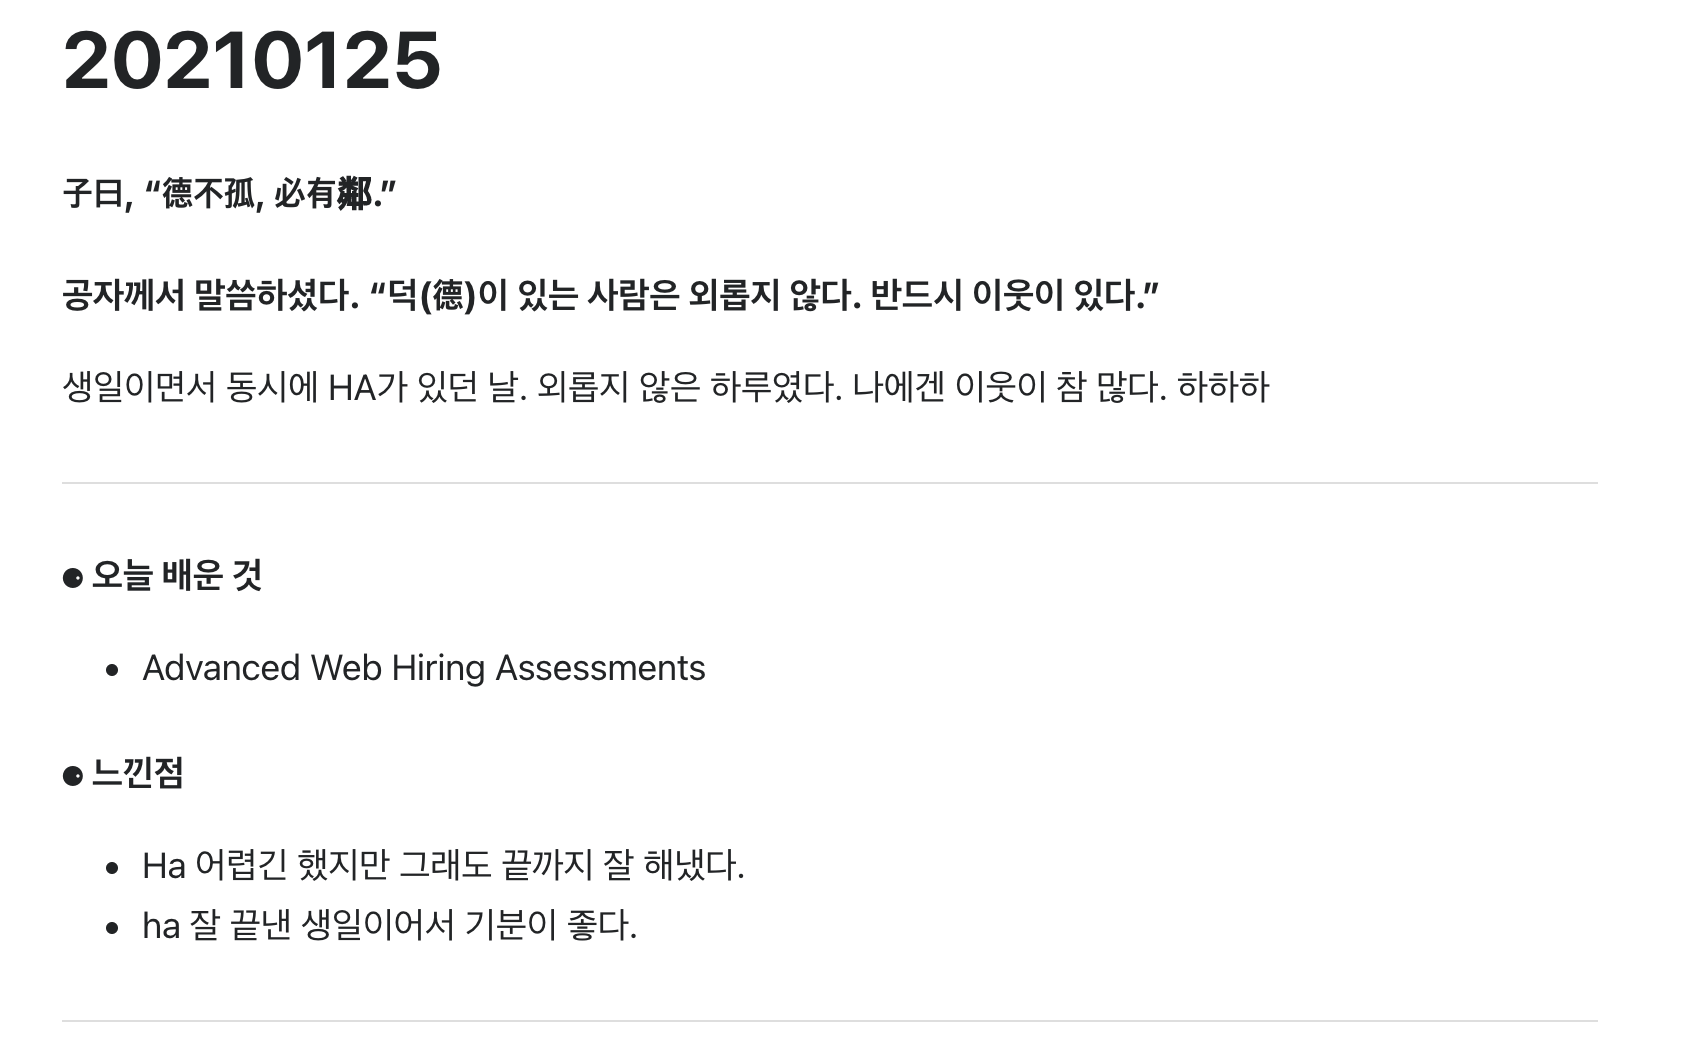 20210125
子曰, “德不孤, 必有鄰.”
공자께서 말씀하셨다. “덕(德)이 있는 사람은 외롭지 않다. 반드시 이웃이 있다.”
생일이면서 동시에 HA가 있던 날. 외롭지 않은 하루였다. 나에겐 이웃이 참 많다. 하하하
⚈ 오늘 배운 것
• Advanced Web Hiring Assessments
⚈ 느낀점
• Ha 어렵긴 했지만 그래도 끝까지 잘 해냈다.
• ha 잘 끝낸 생일이어서 기분이 좋다.